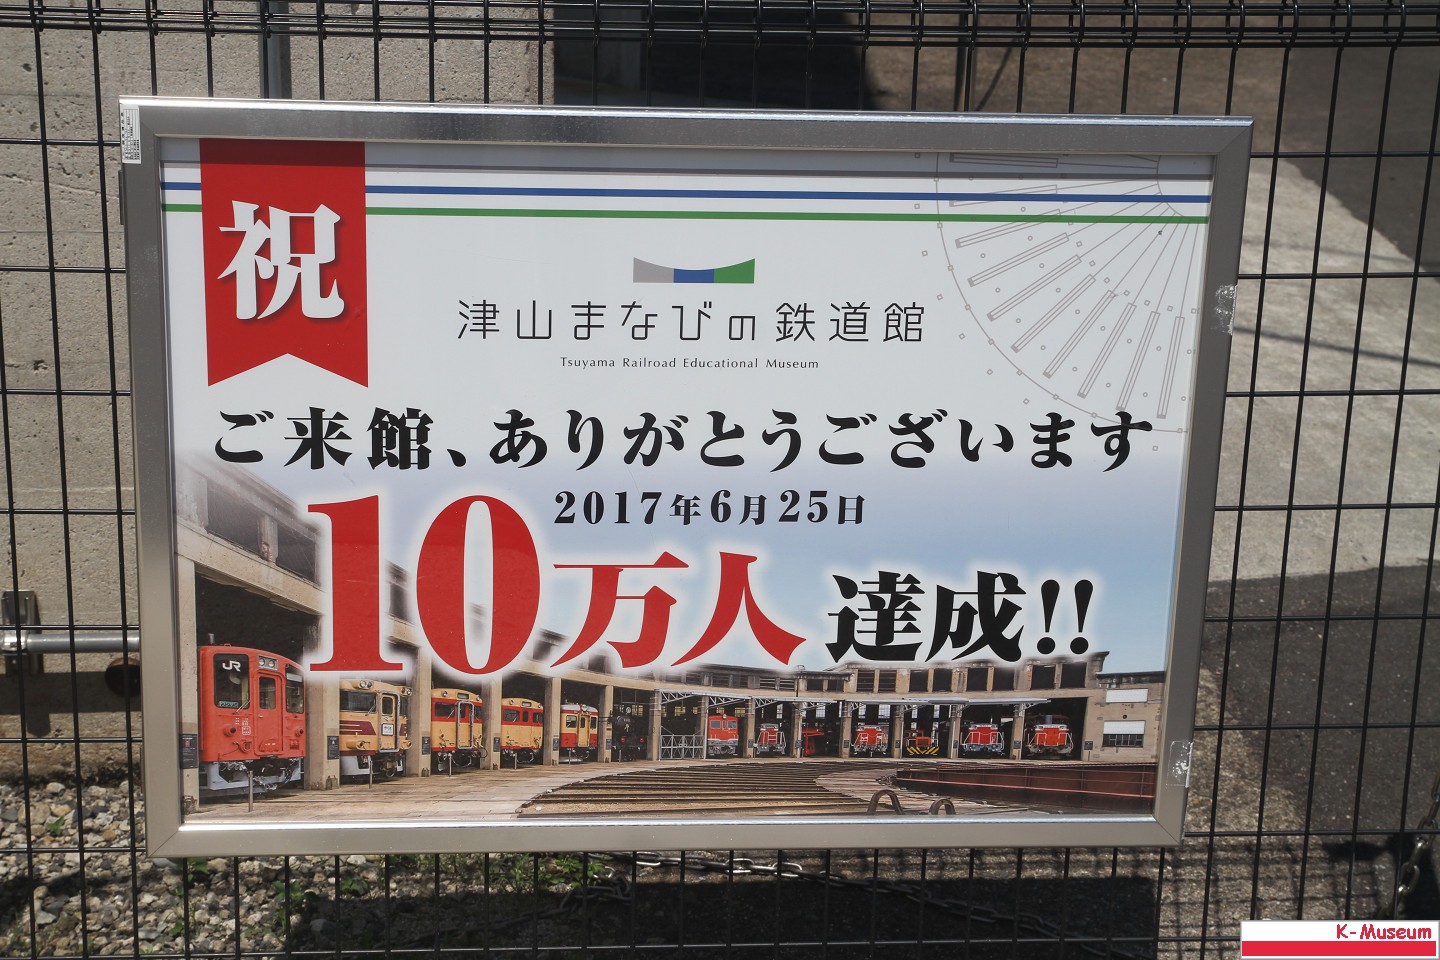 祝
津山まなびの鉄道館
Tsuyama Railroad Educational Museum
ご来館、ありがとうございます
2017年6月25日
10万人達成!!
JR
K-Museum